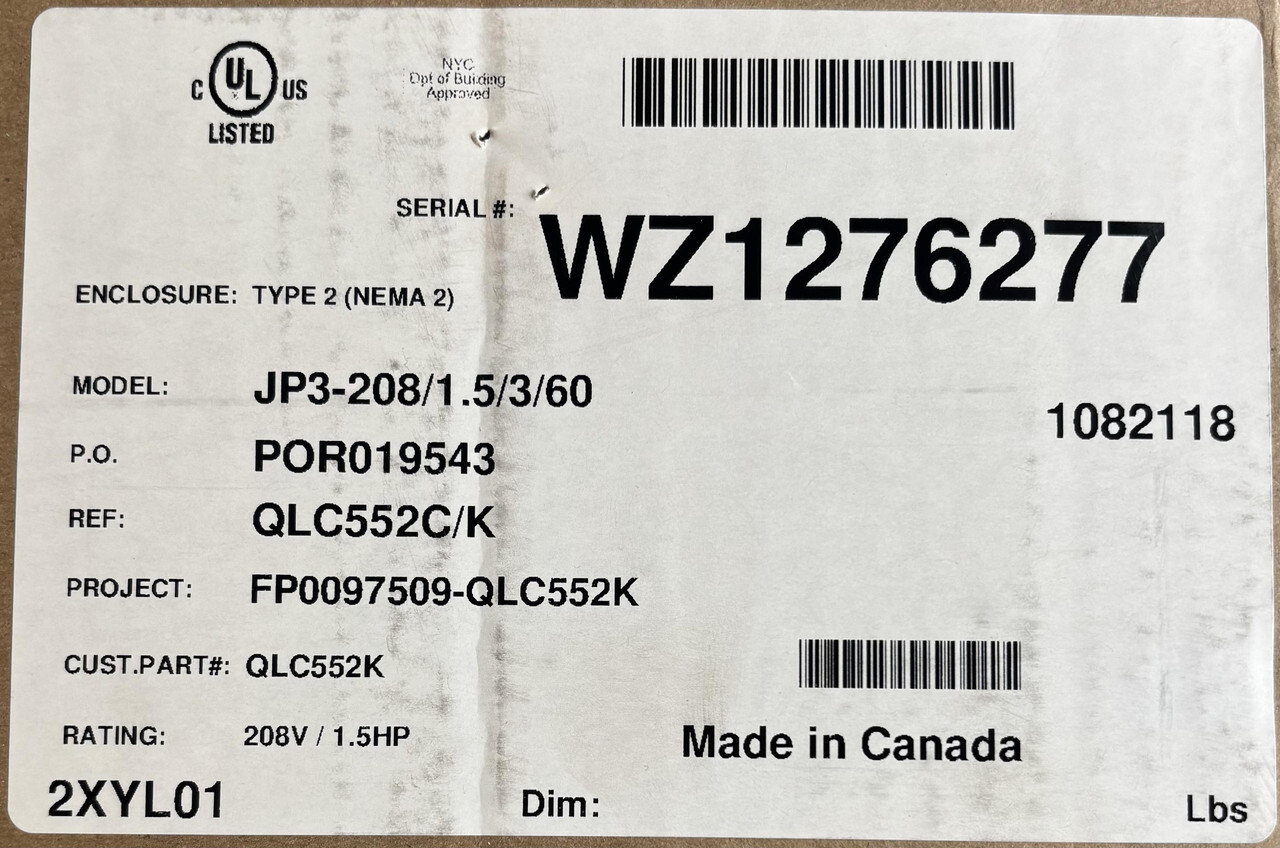 C UL US
LISTED
NYC
Dpt of Building
Approved
SERIAL #: WZ1276277
ENCLOSURE: TYPE 2 (NEMA 2)
MODEL: JP3-208/1.5/3/60
1082118
P.O. POR019543
REF: QLC552C/K
PROJECT: FP0097509-QLC552K
CUST.PART#: QLC552K
RATING: 208V / 1.5HP
Made in Canada
2XYL01 Dim: Lbs